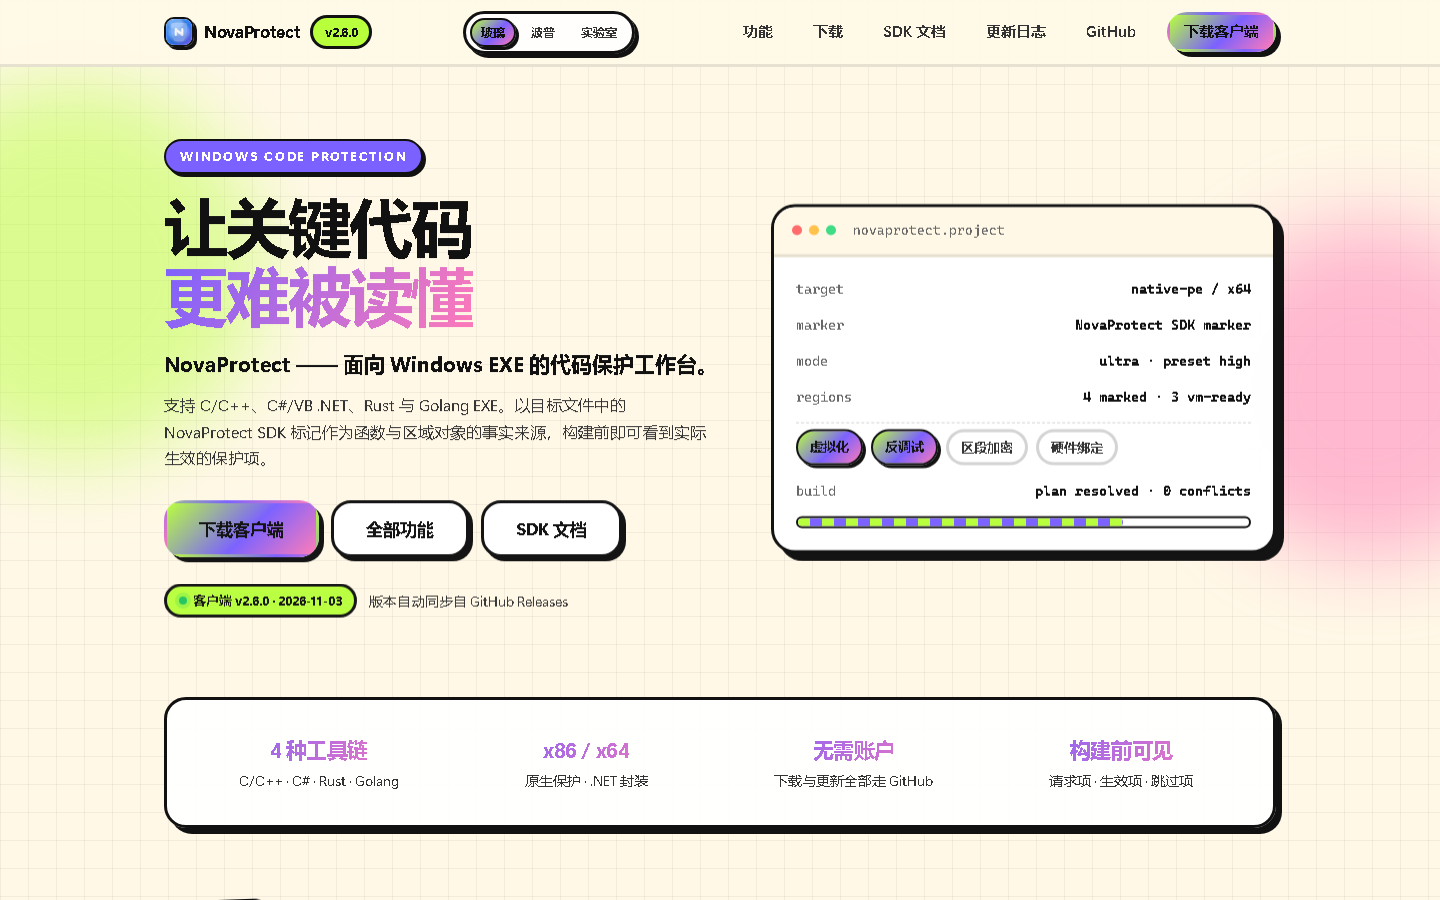 NovaProtect
v2.6.0
玻璃
波普
实验室
功能
下载
SDK 文档
更新日志
GitHub
下载客户端
WINDOWS CODE PROTECTION
让关键代码
更难被读懂
NovaProtect —— 面向 Windows EXE 的代码保护工作台。
支持 C/C++、C#/VB .NET、Rust 与 Golang EXE。以目标文件中的
NovaProtect SDK 标记作为函数与区域对象的事实来源，构建前即可看到实际
生效的保护项。
下载客户端
全部功能
SDK 文档
客户端 v2.6.0 · 2026-11-03
版本自动同步自 GitHub Releases
novaprotect.project
target
native-pe / x64
marker
NovaProtect SDK marker
mode
ultra · preset high
regions
4 marked · 3 vm-ready
虚拟化
反调试
区段加密
硬件绑定
build
plan resolved · 0 conflicts
4 种工具链
C/C++ · C# · Rust · Golang
x86 / x64
原生保护 · .NET 封装
无需账户
下载与更新全部走 GitHub
构建前可见
请求项 · 生效项 · 跳过项